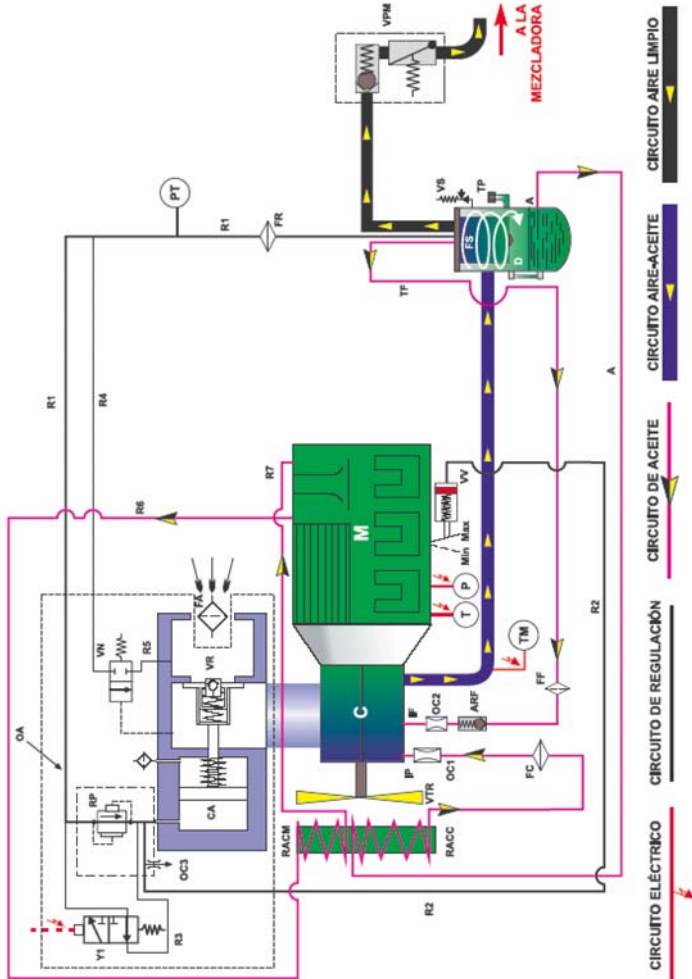 VPM
A LA
MEZCLADORA
PT
R1
FR
VS
TP
FS
D
A
TF
A
R1
R4
R6
R7
M
VV
Min
Max
P
T
TM
R2
FF
OA
VN
R5
FA
VR
RP
CA
OC3
Y1
R3
C
IF
OC2
ARF
IP
OC1
FC
VTR
RACM
RACC
R2
CIRCUITO ELÉCTRICO
CIRCUITO DE REGULACIÓN
CIRCUITO DE ACEITE
CIRCUITO AIRE-ACEITE
CIRCUITO AIRE LIMPIO